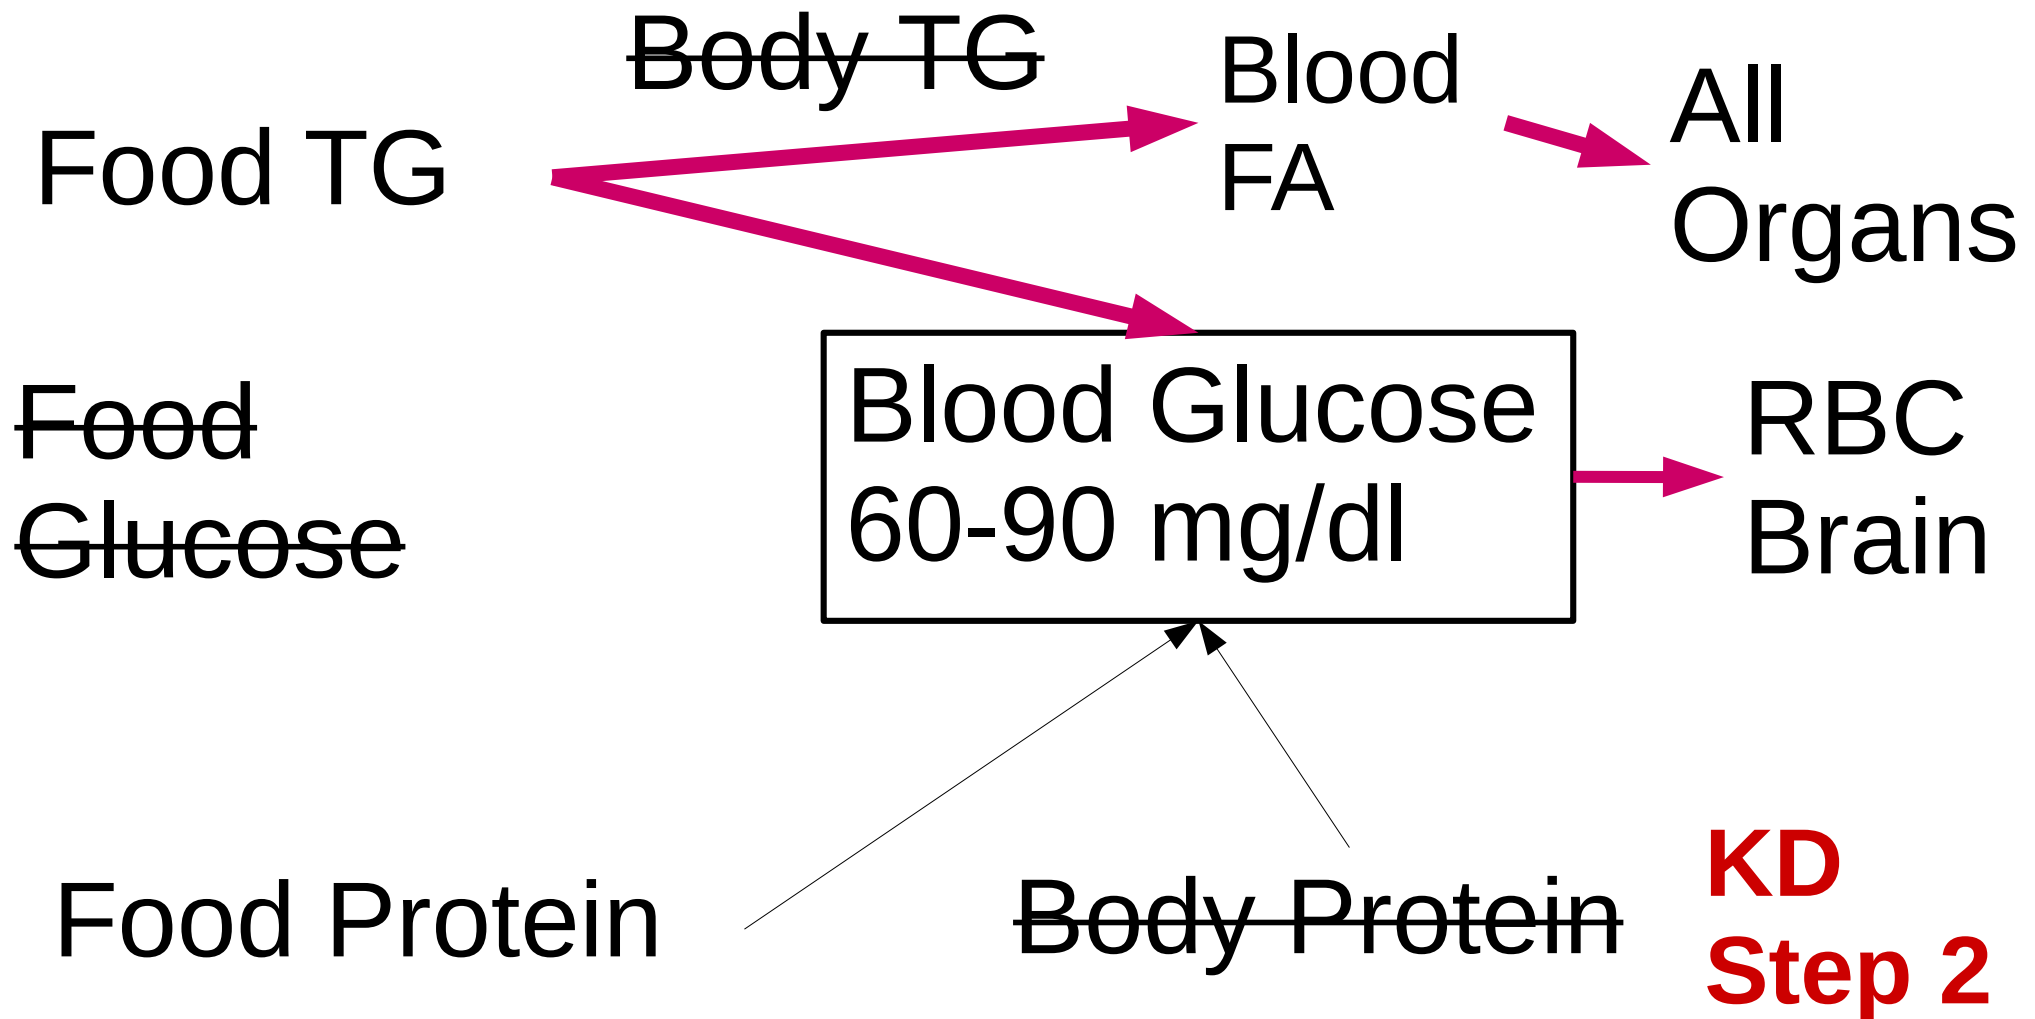 Body TG
Blood
FA
All
Organs
Food TG
Food
Glucose
Blood Glucose
60-90 mg/dl
RBC
Brain
Food Protein
Body Protein
KD
Step 2